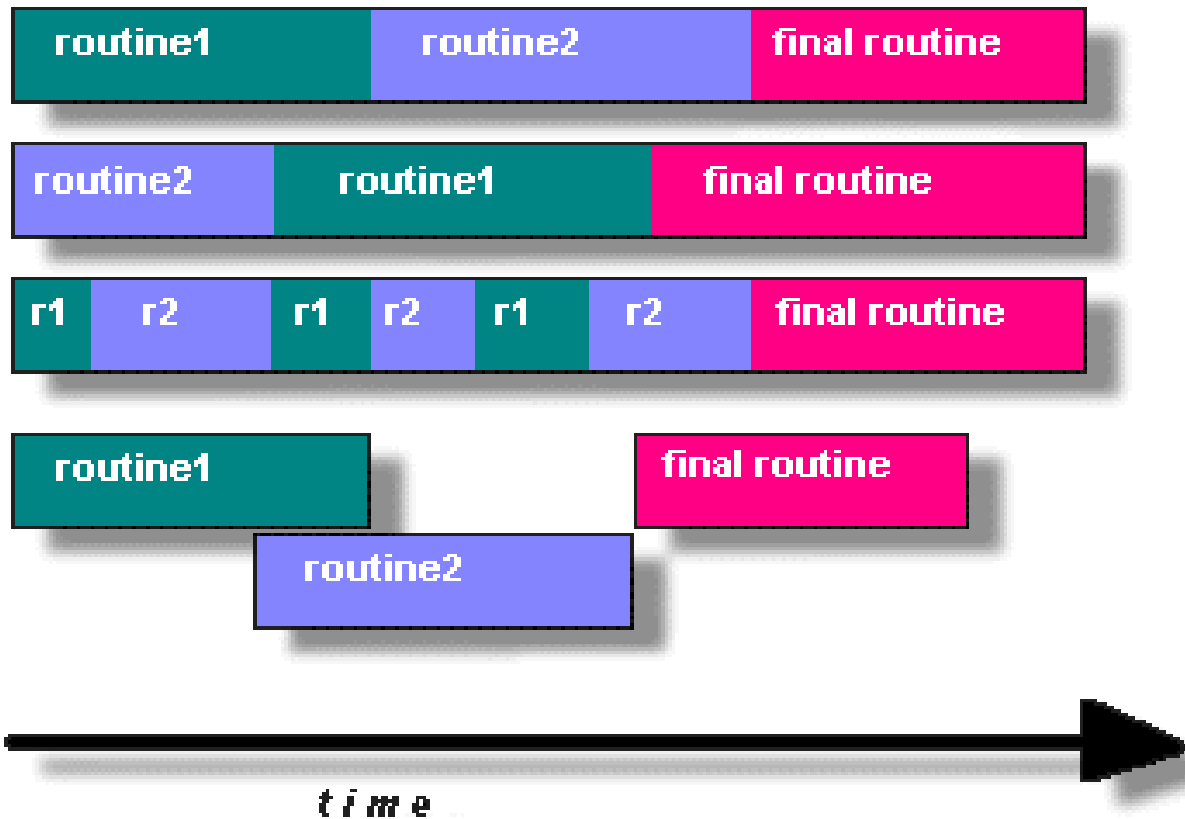 routine1 routine2 final routine
routine2 routine1 final routine
r1 r2 r1 r2 r1 r2 final routine
routine1 final routine
routine2
time